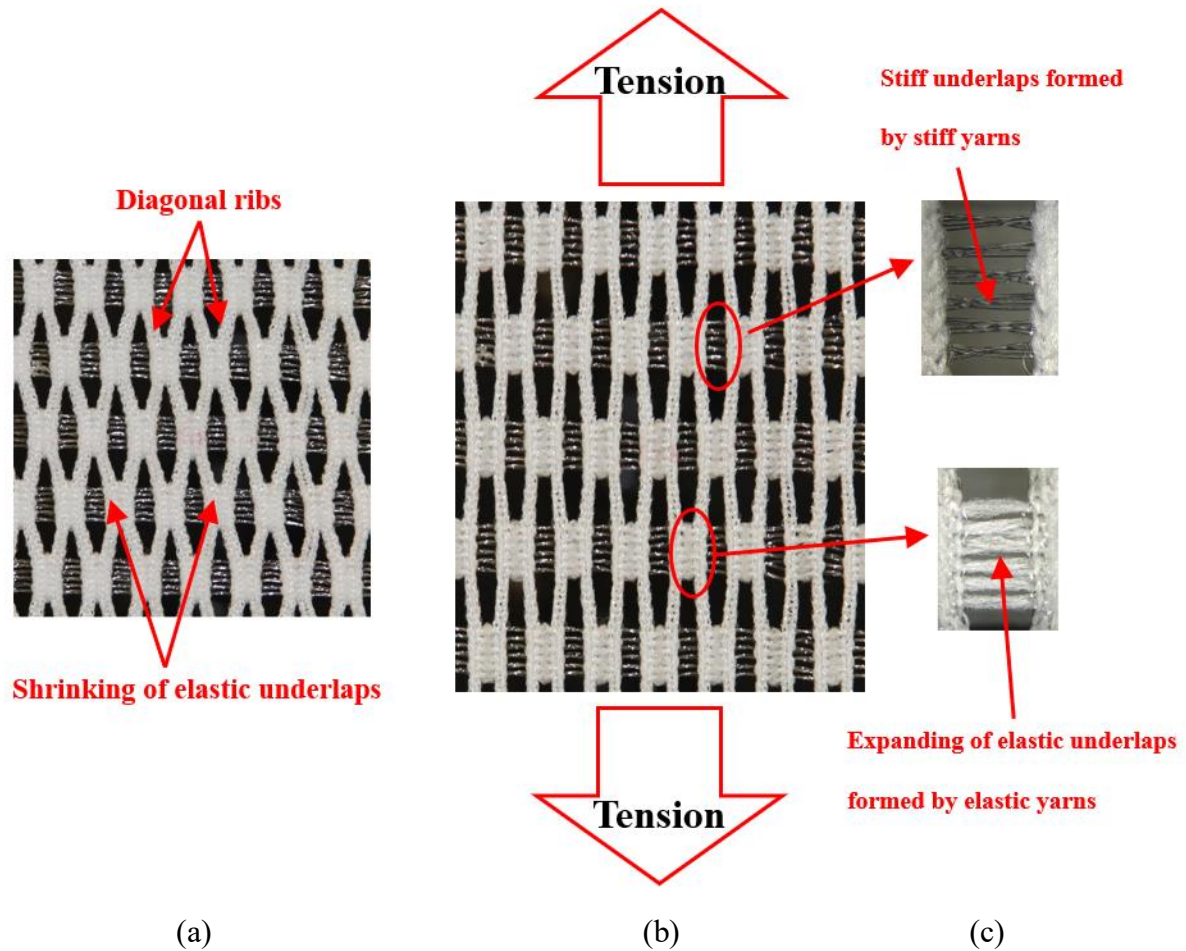 Tension
Stiff underlaps formed
by stiff yarns
Diagonal ribs
Shrinking of elastic underlaps
Expanding of elastic underlaps
formed by elastic yarns
Tension
(a)
(b)
(c)